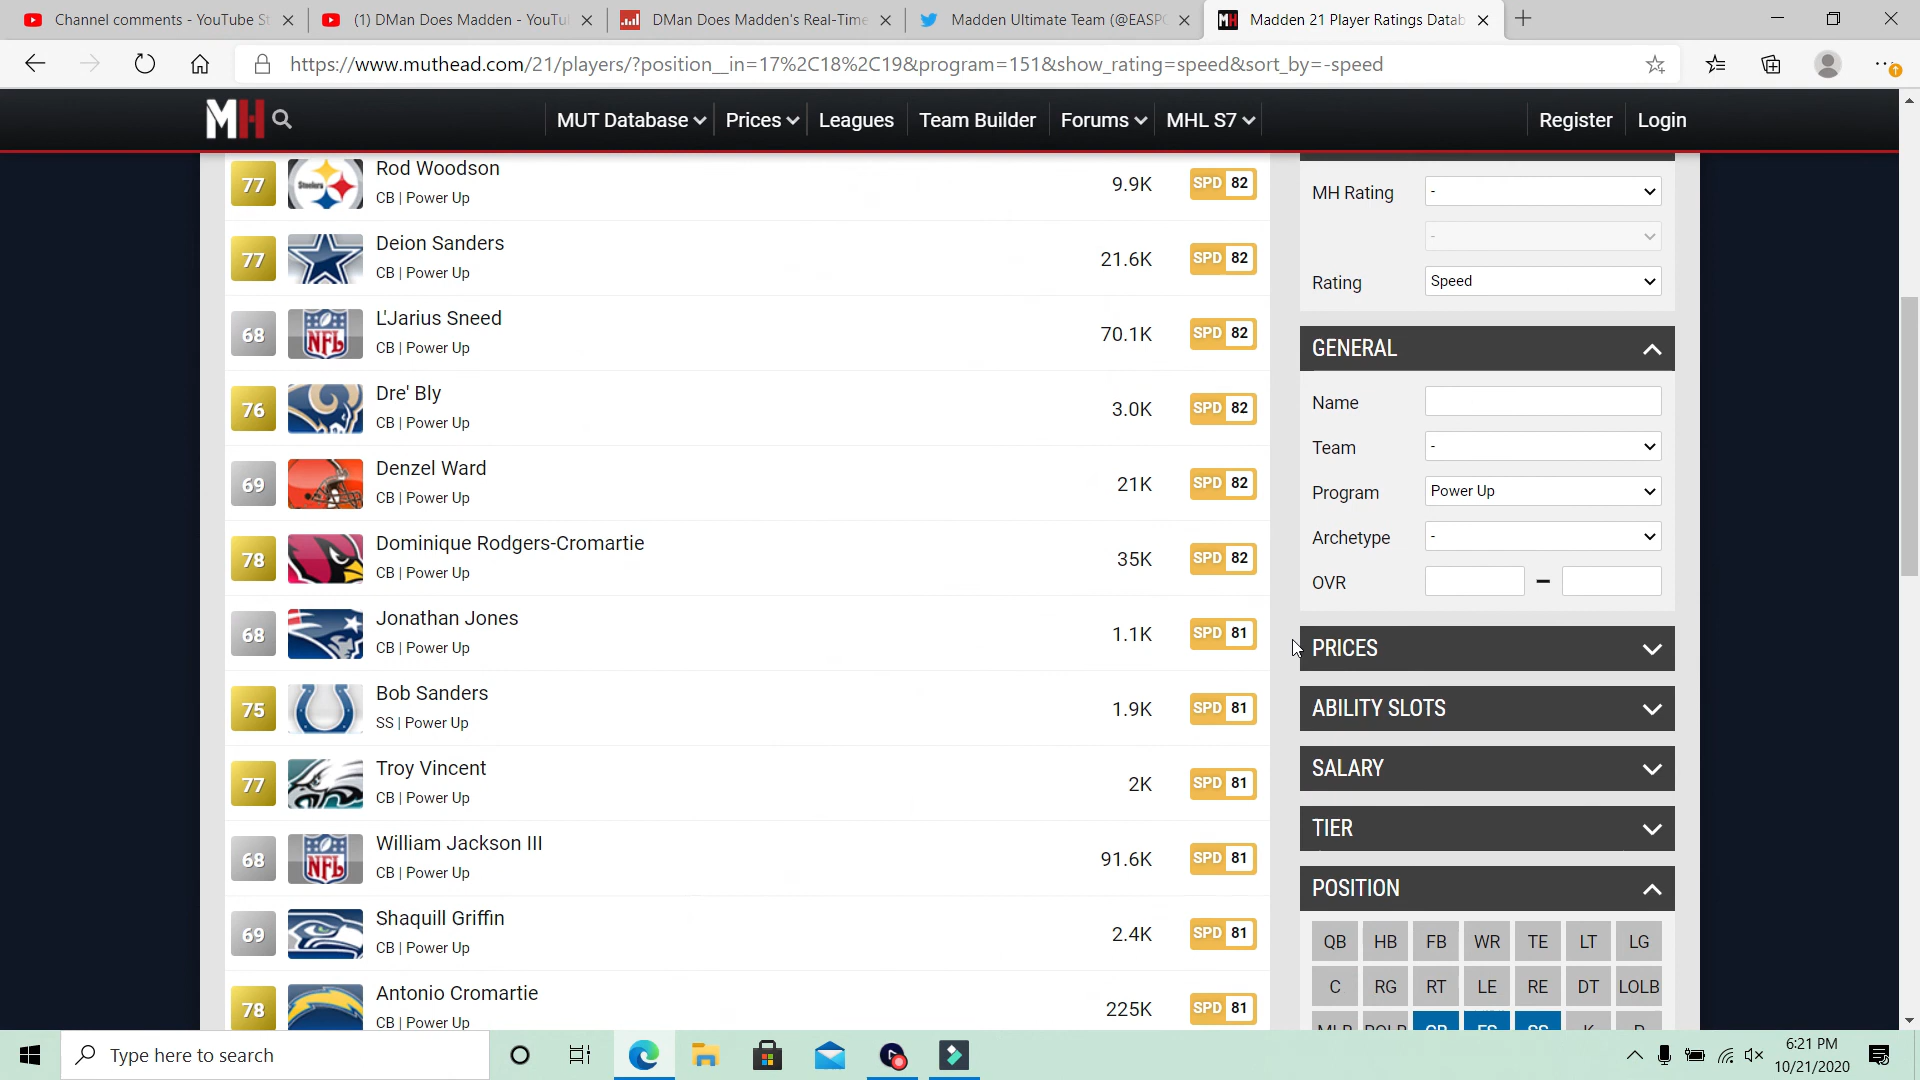 Channel comments - YouTube St
(1) DMan Does Madden - YouTu
DMan Does Madden's Real-Time
Madden Ultimate Team (@EASPO
Madden 21 Player Ratings Datab
https://www.muthead.com/21/players/?position__in=17%2C18%2C19&program=151&show_rating=speed&sort_by=-speed
MH
MUT Database
Prices
Leagues
Team Builder
Forums
MHL S7
Register
Login
77
Rod Woodson
CB | Power Up
9.9K
SPD 82
77
Deion Sanders
CB | Power Up
21.6K
SPD 82
68
L'Jarius Sneed
CB | Power Up
70.1K
SPD 82
76
Dre' Bly
CB | Power Up
3.0K
SPD 82
69
Denzel Ward
CB | Power Up
21K
SPD 82
78
Dominique Rodgers-Cromartie
CB | Power Up
35K
SPD 82
68
Jonathan Jones
CB | Power Up
1.1K
SPD 81
75
Bob Sanders
SS | Power Up
1.9K
SPD 81
77
Troy Vincent
CB | Power Up
2K
SPD 81
68
William Jackson III
CB | Power Up
91.6K
SPD 81
69
Shaquill Griffin
CB | Power Up
2.4K
SPD 81
78
Antonio Cromartie
CB | Power Up
225K
SPD 81
Steelers
NFL
NFL
MH Rating -
-
Rating Speed
GENERAL
Name
Team -
Program Power Up
Archetype -
OVR –
PRICES
ABILITY SLOTS
SALARY
TIER
POSITION
QB HB FB WR TE LT LG
C RG RT LE RE DT LOLB
MLB ROLB CB FS SS K P
Type here to search
6:21 PM
10/21/2020